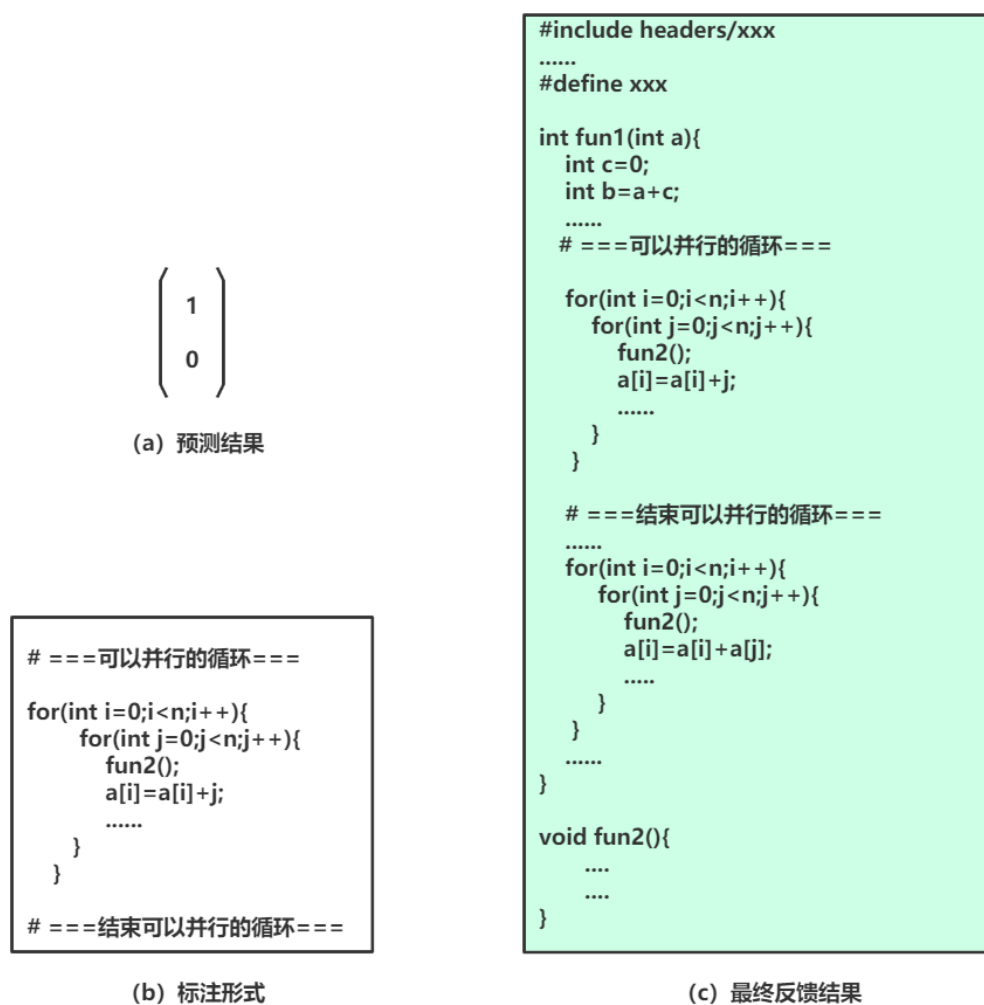 1
0
(a) 预测结果
# ===可以并行的循环===
for(int i=0;i<n;i++){
for(int j=0;j<n;j++){
fun2();
a[i]=a[i]+j;
......
}
}
# ===结束可以并行的循环===
(b) 标注形式
#include headers/xxx
......
#define xxx
int fun1(int a){
int c=0;
int b=a+c;
......
# ===可以并行的循环===
for(int i=0;i<n;i++){
for(int j=0;j<n;j++){
fun2();
a[i]=a[i]+j;
......
}
}
# ===结束可以并行的循环===
......
for(int i=0;i<n;i++){
for(int j=0;j<n;j++){
fun2();
a[i]=a[i]+a[j];
.....
}
}
......
}
void fun2(){
....
....
}
(c) 最终反馈结果